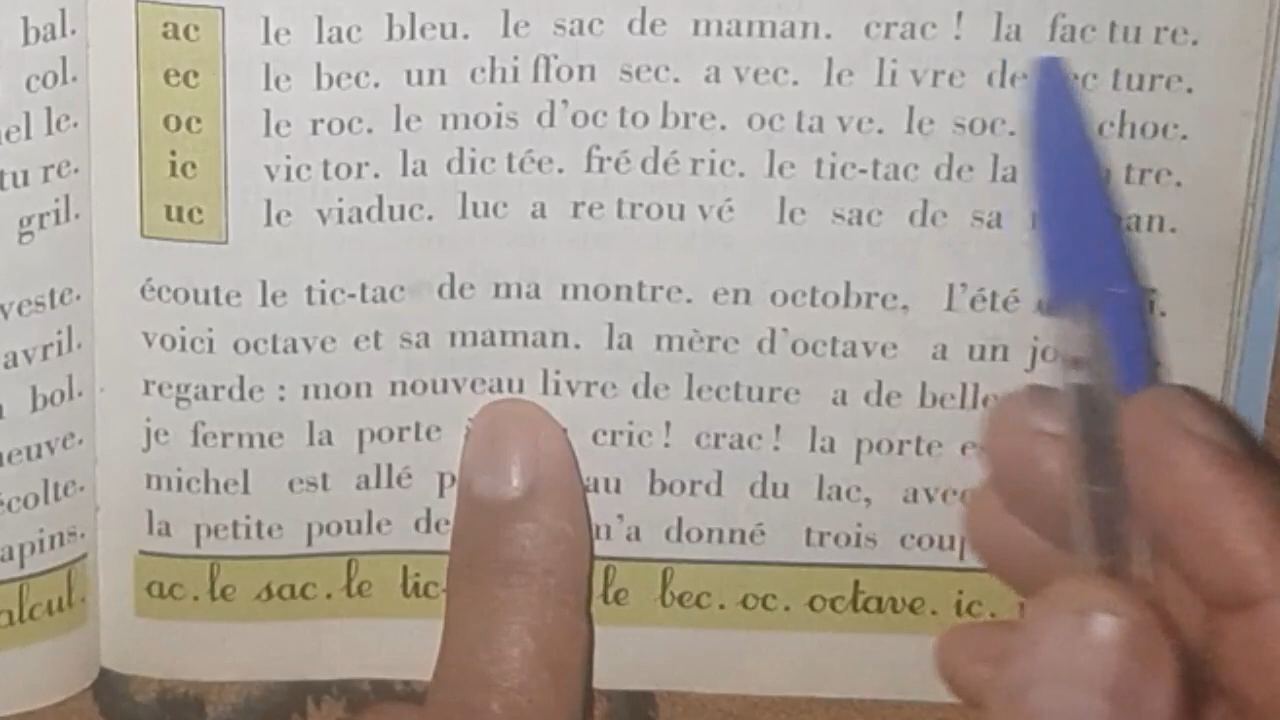 bal.
col.
el le.
tu re.
gril.
veste.
avril.
bol.
neuve.
écolte.
apins.
alcul.
ac le lac bleu. le sac de maman. crac ! la fac tu re.
ec le bec. un chi ffon sec. a vec. le li vre de ture.
oc le roc. le mois d'oc to bre. oc ta ve. le soc. choc.
ic vic tor. la dic tée. fré dé ric. le tic-tac de la tre.
uc le viaduc. luc a re trou vé le sac de sa an.
écoute le tic-tac de ma montre. en octobre, l'été
voici octave et sa maman. la mère d'octave a un
regarde : mon nouveau livre de lecture a de belle
je ferme la porte cric ! crac ! la porte
michel est allé au bord du lac, avec
la petite poule de m'a donné trois coup
ac. le sac. le tic- le bec. oc. octave. ic.